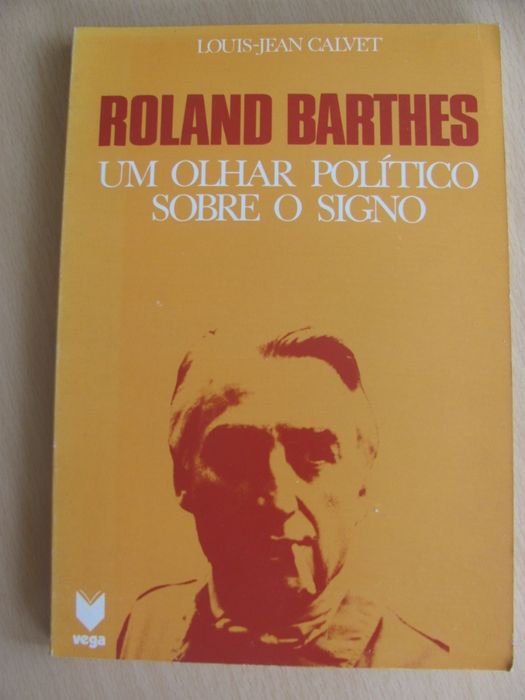 LOUIS-JEAN CALVET
ROLAND BARTHES
UM OLHAR POLÍTICO
SOBRE O SIGNO
vega